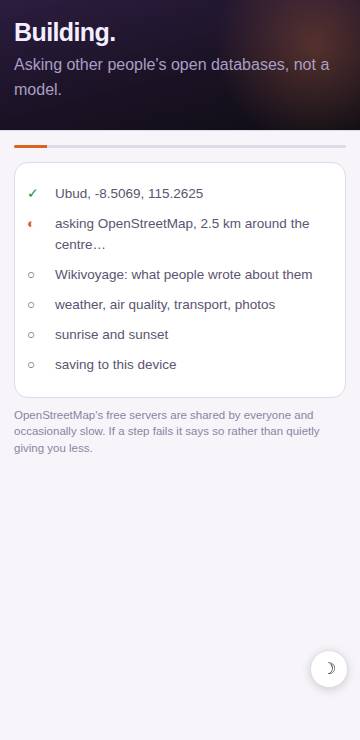 Building.
Asking other people's open databases, not a
model.
✓ Ubud, -8.5069, 115.2625
asking OpenStreetMap, 2.5 km around the
centre…
○ Wikivoyage: what people wrote about them
○ weather, air quality, transport, photos
○ sunrise and sunset
○ saving to this device
OpenStreetMap's free servers are shared by everyone and
occasionally slow. If a step fails it says so rather than quietly
giving you less.